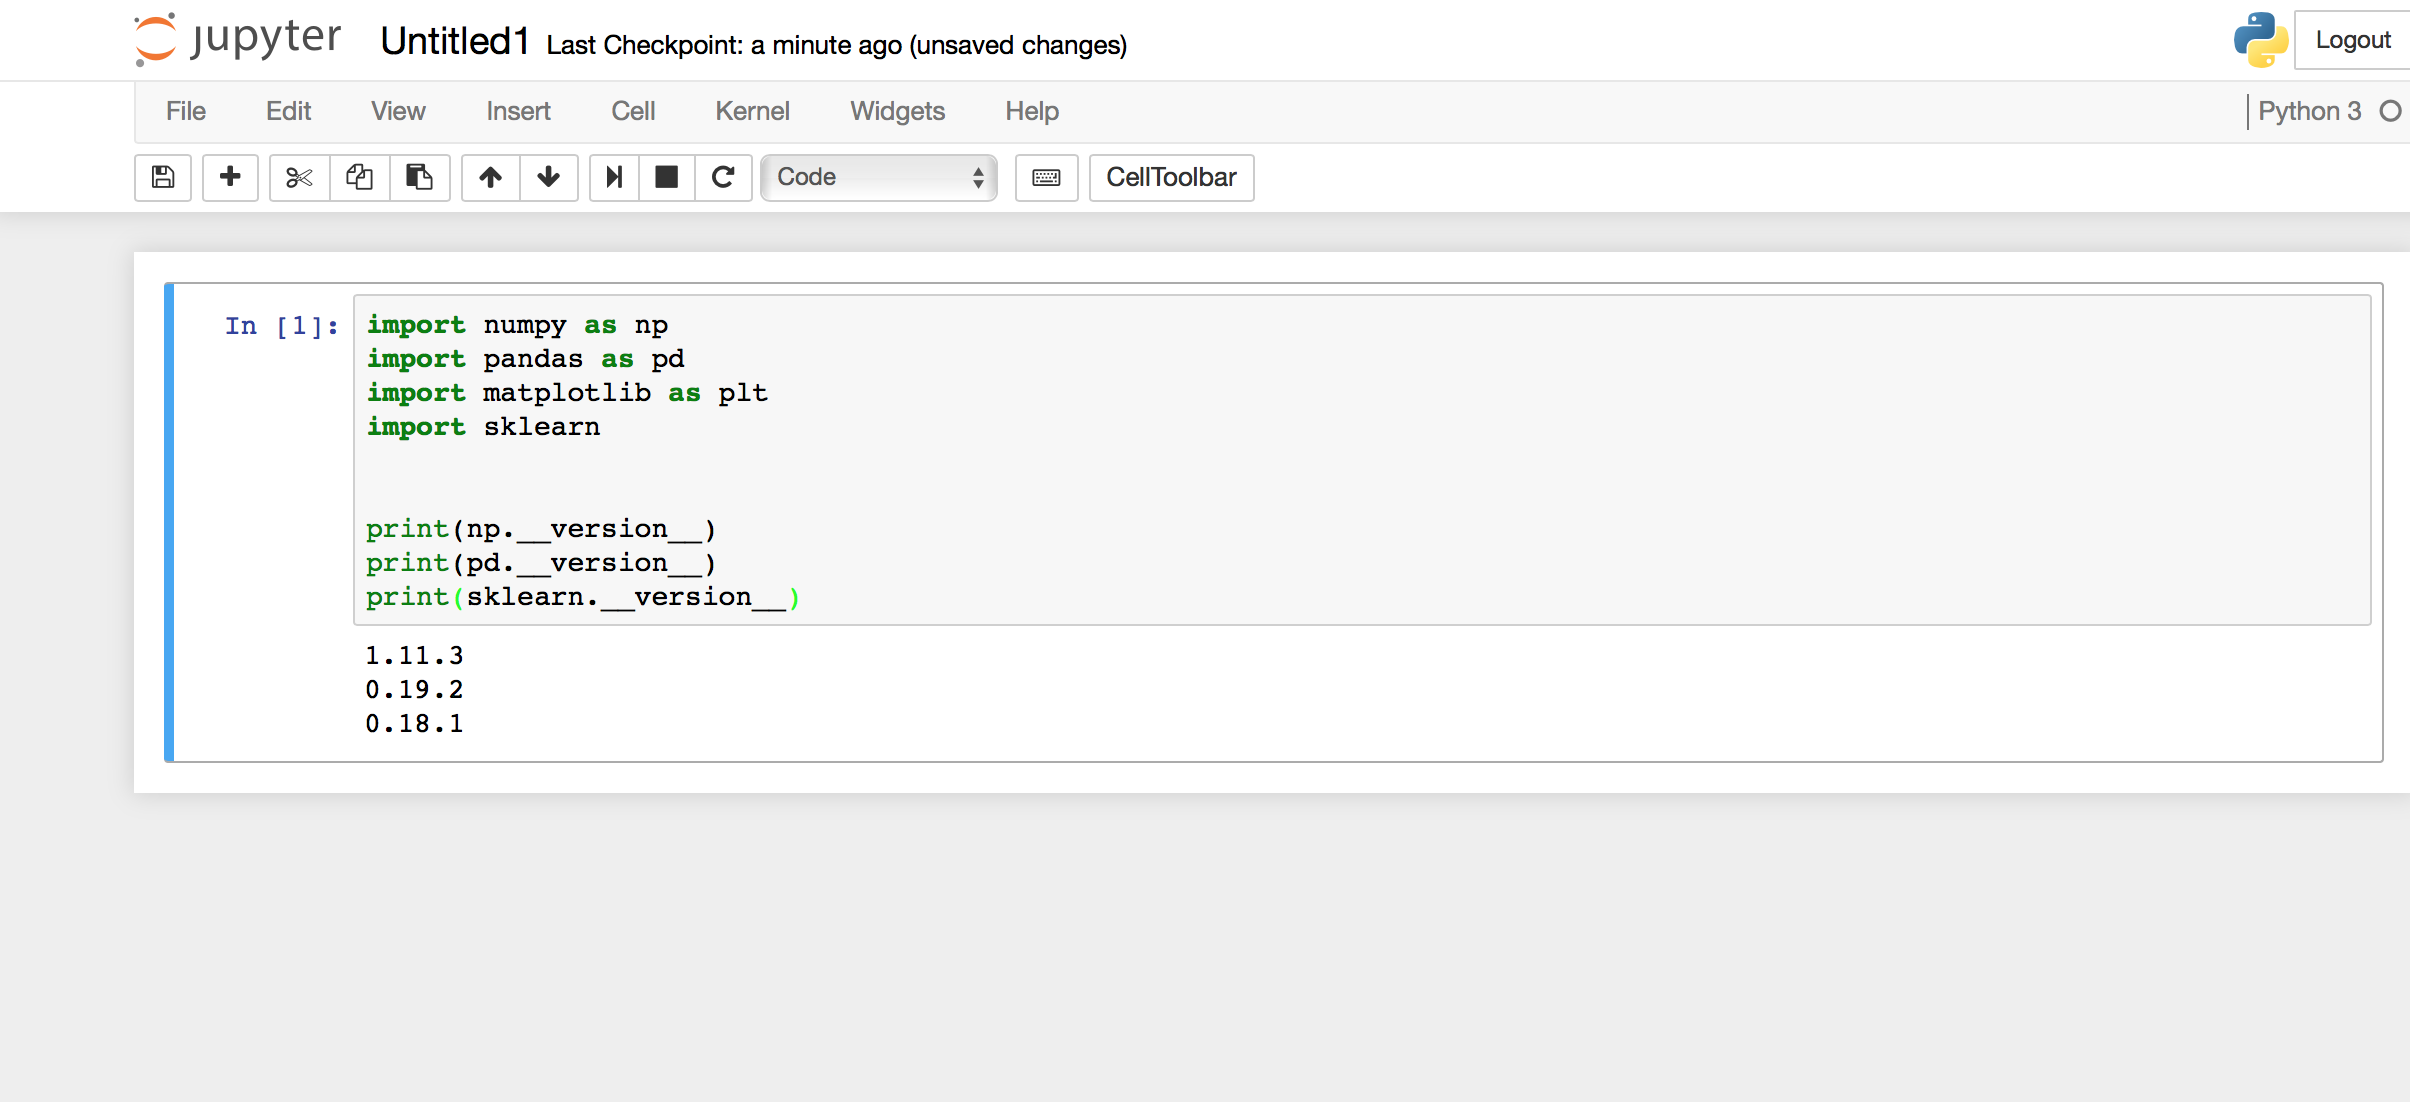 jupyter Untitled1 Last Checkpoint: a minute ago (unsaved changes) Logout
File Edit View Insert Cell Kernel Widgets Help Python 3
Code CellToolbar
In [1]: import numpy as np
import pandas as pd
import matplotlib as plt
import sklearn
print(np.__version__)
print(pd.__version__)
print(sklearn.__version__)
1.11.3
0.19.2
0.18.1